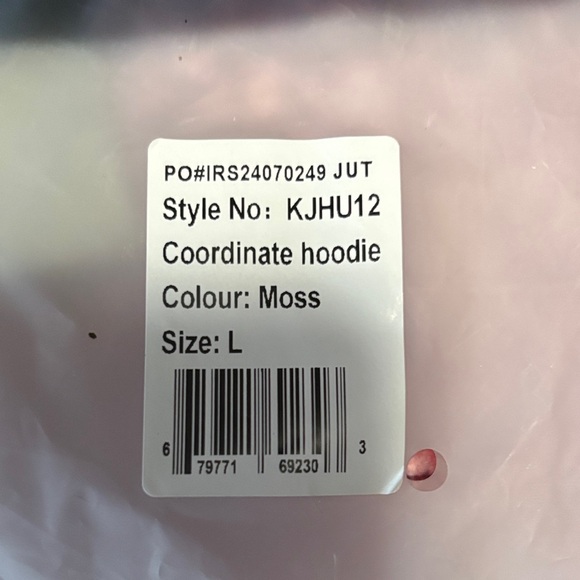 PO#IRS24070249 JUT
Style No: KJHU12
Coordinate hoodie
Colour: Moss
Size: L
6 79771 69230 3